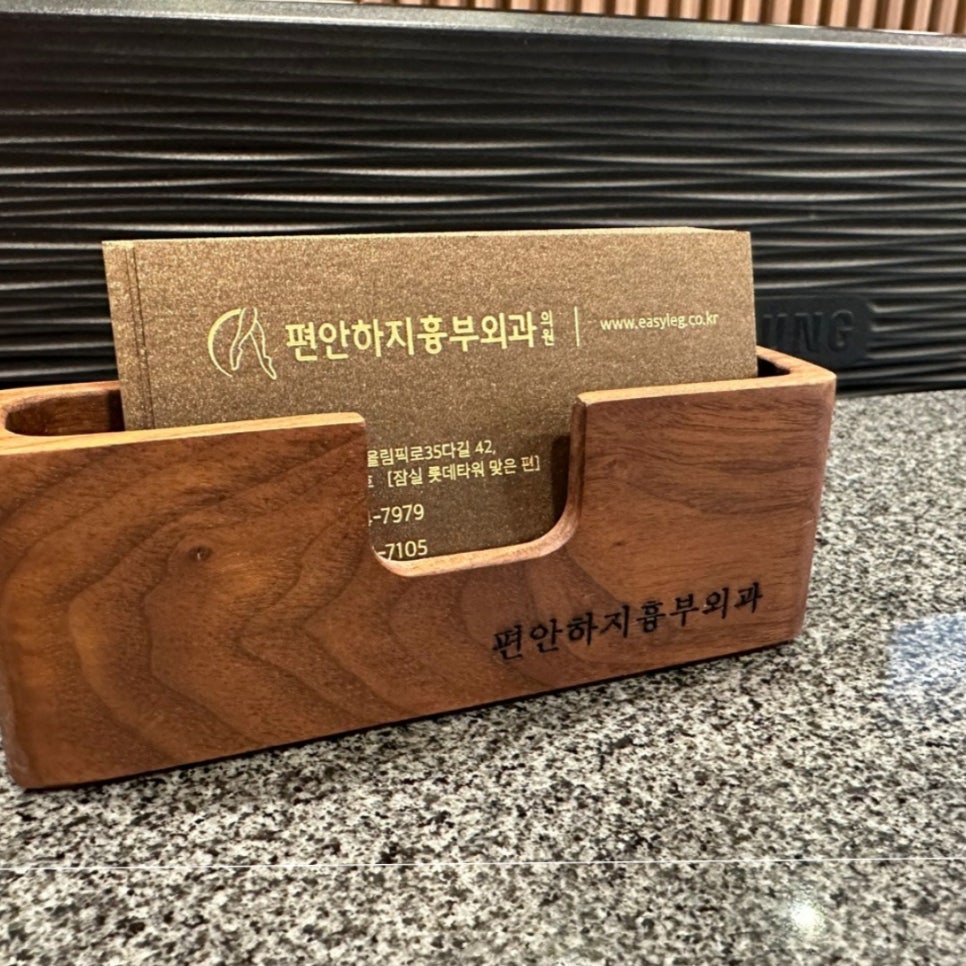 편안하지흉부외과의원 | www.easyleg.co.kr
올림픽로35다길 42,
[잠실 롯데타워 맞은 편]
-7979
-7105
편안하지흉부외과